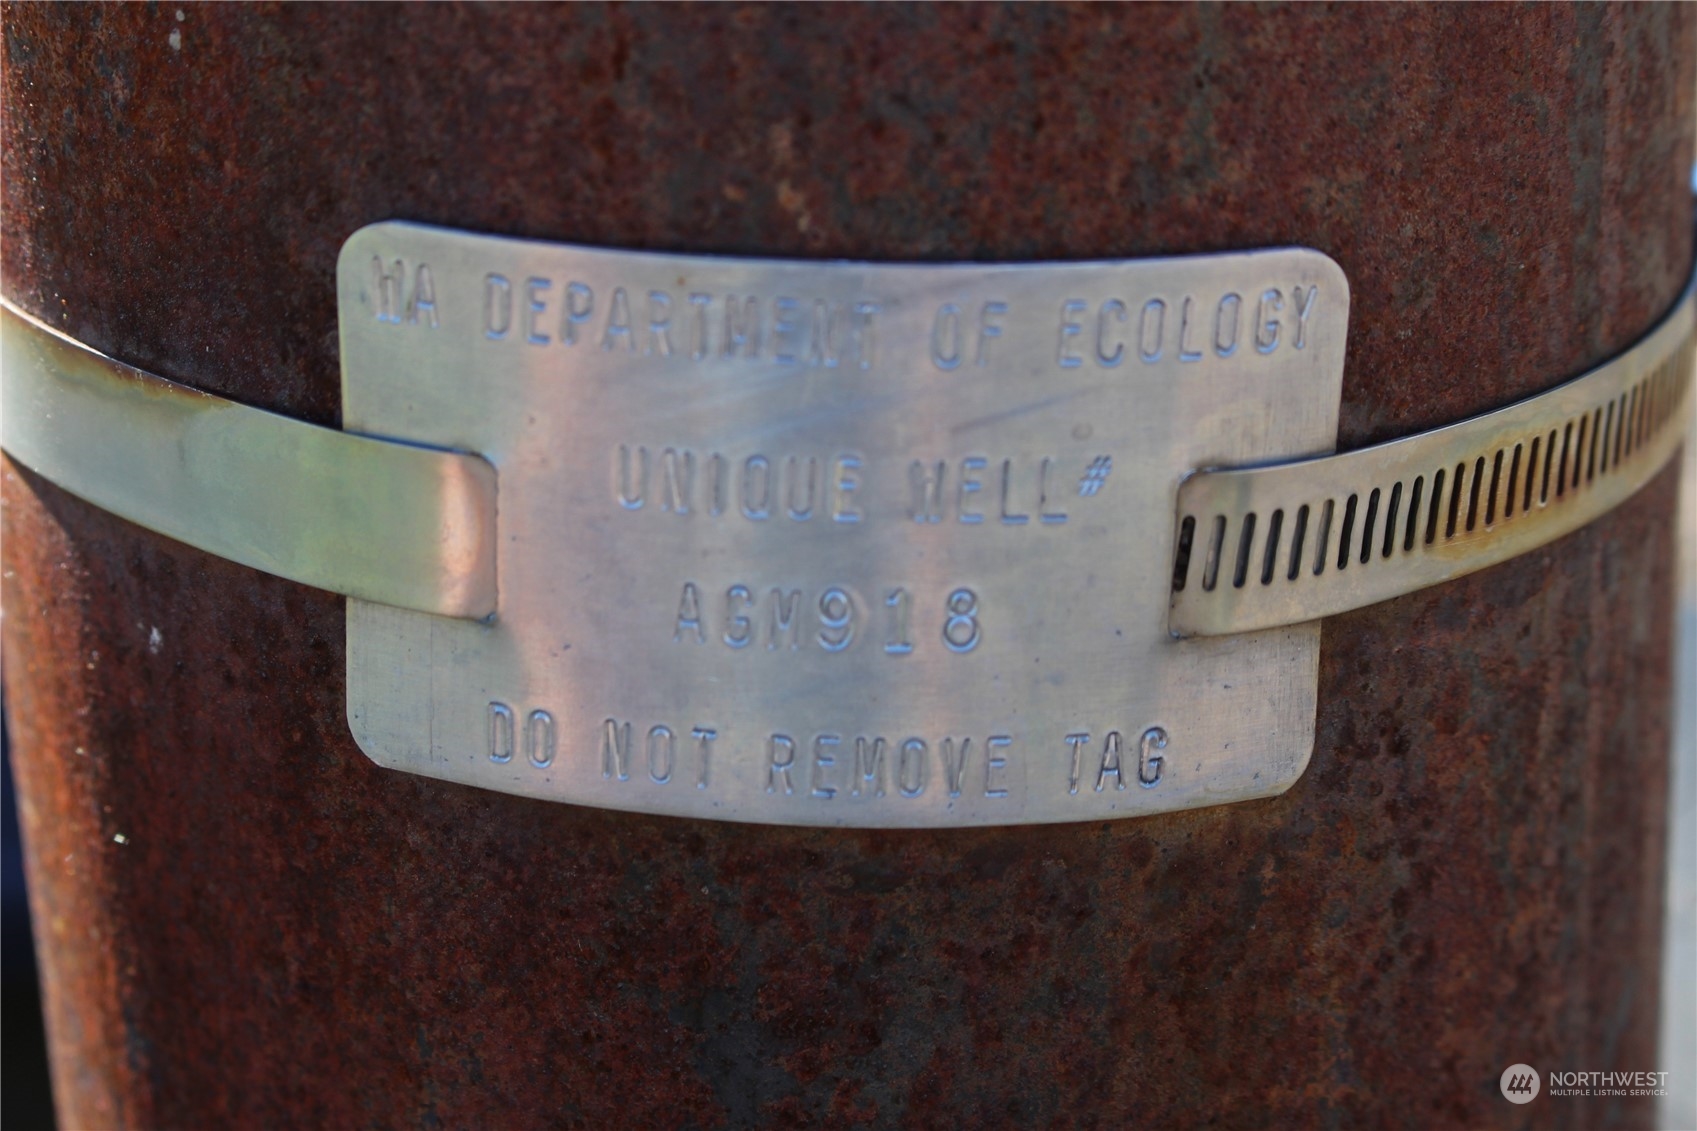 WA DEPARTMENT OF ECOLOGY
UNIQUE WELL#
AGM918
DO NOT REMOVE TAG
NORTHWEST
MULTIPLE LISTING SERVICE